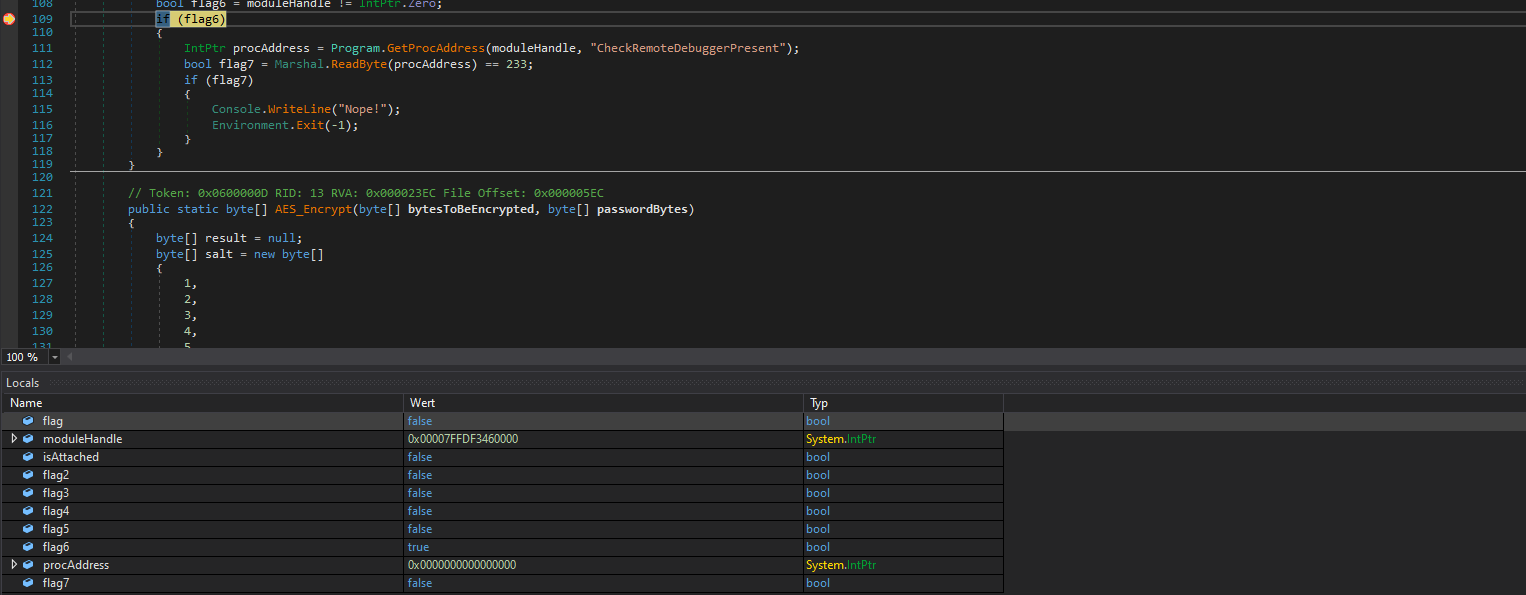 108 bool flag6 = moduleHandle != IntPtr.Zero;
109 if (flag6)
110 {
111 IntPtr procAddress = Program.GetProcAddress(moduleHandle, "CheckRemoteDebuggerPresent");
112 bool flag7 = Marshal.ReadByte(procAddress) == 233;
113 if (flag7)
114 {
115 Console.WriteLine("Nope!");
116 Environment.Exit(-1);
117 }
118 }
119 }
120
121 // Token: 0x0600000D RID: 13 RVA: 0x000023EC File Offset: 0x000005EC
122 public static byte[] AES_Encrypt(byte[] bytesToBeEncrypted, byte[] passwordBytes)
123 {
124 byte[] result = null;
125 byte[] salt = new byte[]
126 {
127 1,
128 2,
129 3,
130 4,
131 5
100 %
Locals
Name Wert Typ
flag false bool
moduleHandle 0x00007FFDF3460000 System.IntPtr
isAttached false bool
flag2 false bool
flag3 false bool
flag4 false bool
flag5 false bool
flag6 true bool
procAddress 0x0000000000000000 System.IntPtr
flag7 false bool